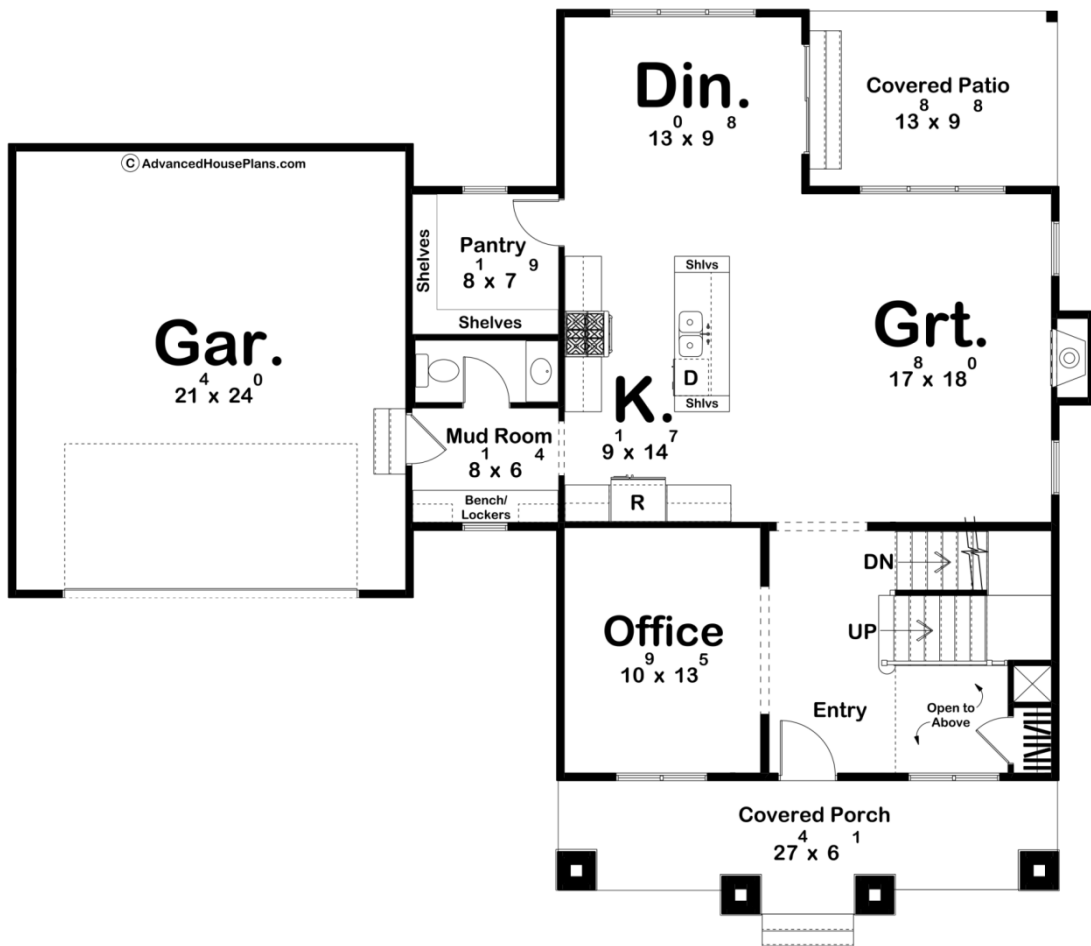 Din.
13⁰ x 9⁸
Covered Patio
13⁸ x 9⁸
© AdvancedHousePlans.com
Shelves
Pantry
8¹ x 7⁹
Shelves
Shlvs
Gar.
21⁴ x 24⁰
Grt.
17⁸ x 18⁰
D
Shlvs
K.
9¹ x 14⁷
Mud Room
8¹ x 6⁴
Bench/
Lockers
R
DN
UP
Office
10⁹ x 13⁵
Entry
Open to
Above
Covered Porch
27⁴ x 6¹